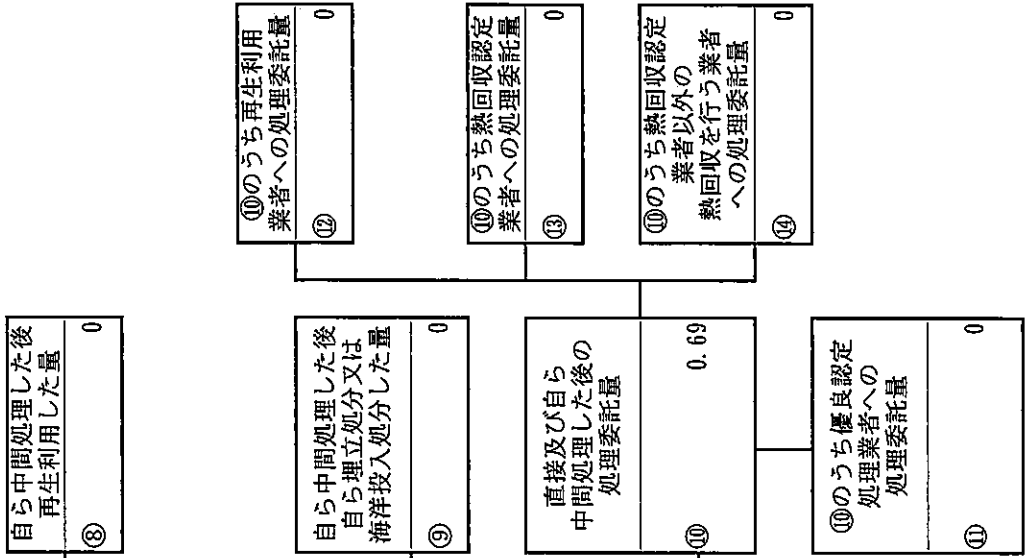 自ら中間処理した後
再生利用した量
⑧ 0
自ら中間処理した後
自ら埋立処分又は
海洋投入処分した量
⑨ 0
直接及び自ら
中間処理した後の
処理委託量
⑩ 0.69
⑩のうち優良認定
処理業者への
処理委託量
⑪ 0
⑩のうち再生利用
業者への処理委託量
⑫ 0
⑩のうち熱回収認定
業者への処理委託量
⑬ 0
⑩のうち熱回収認定
業者以外の
熱回収を行う業者
への処理委託量
⑭ 0